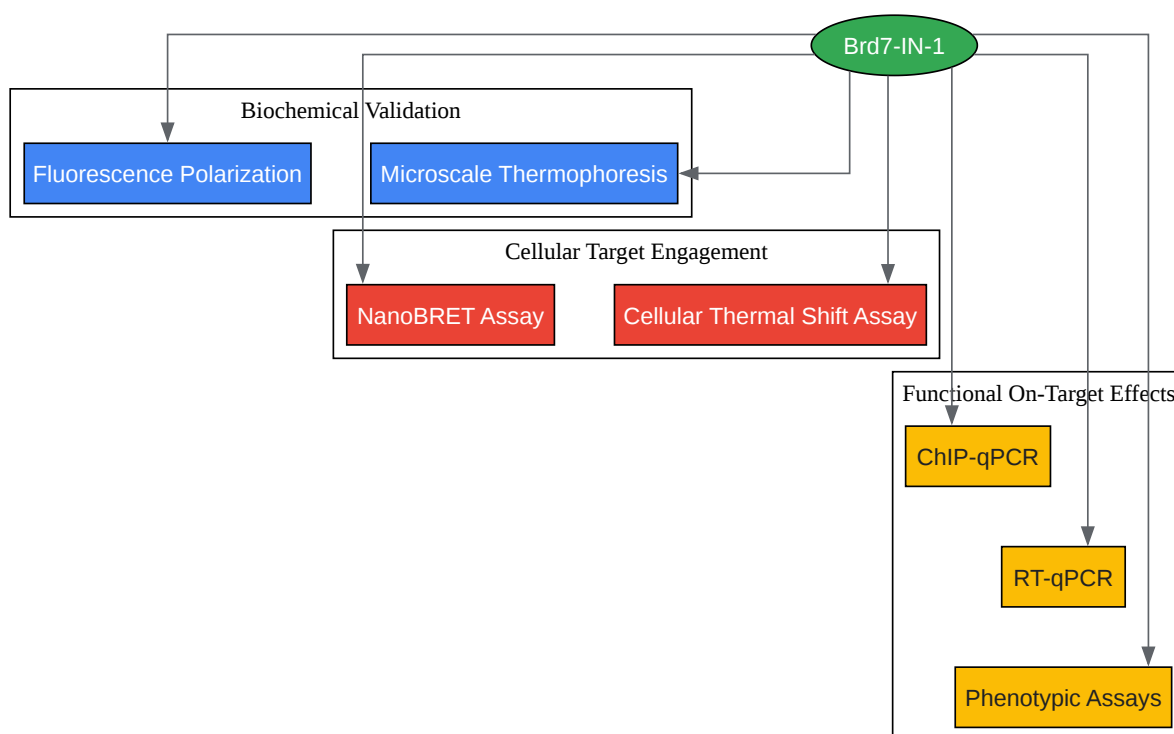 Brd7-IN-1
Biochemical Validation
Fluorescence Polarization
Microscale Thermophoresis
Cellular Target Engagement
NanoBRET Assay
Cellular Thermal Shift Assay
Functional On-Target Effects
ChIP-qPCR
RT-qPCR
Phenotypic Assays